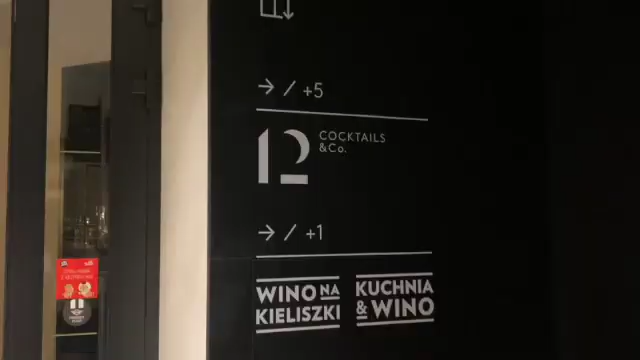 → / +5
12 COCKTAILS
&Co.
→ / +1
WINO NA
KIELISZKI
KUCHNIA
& WINO